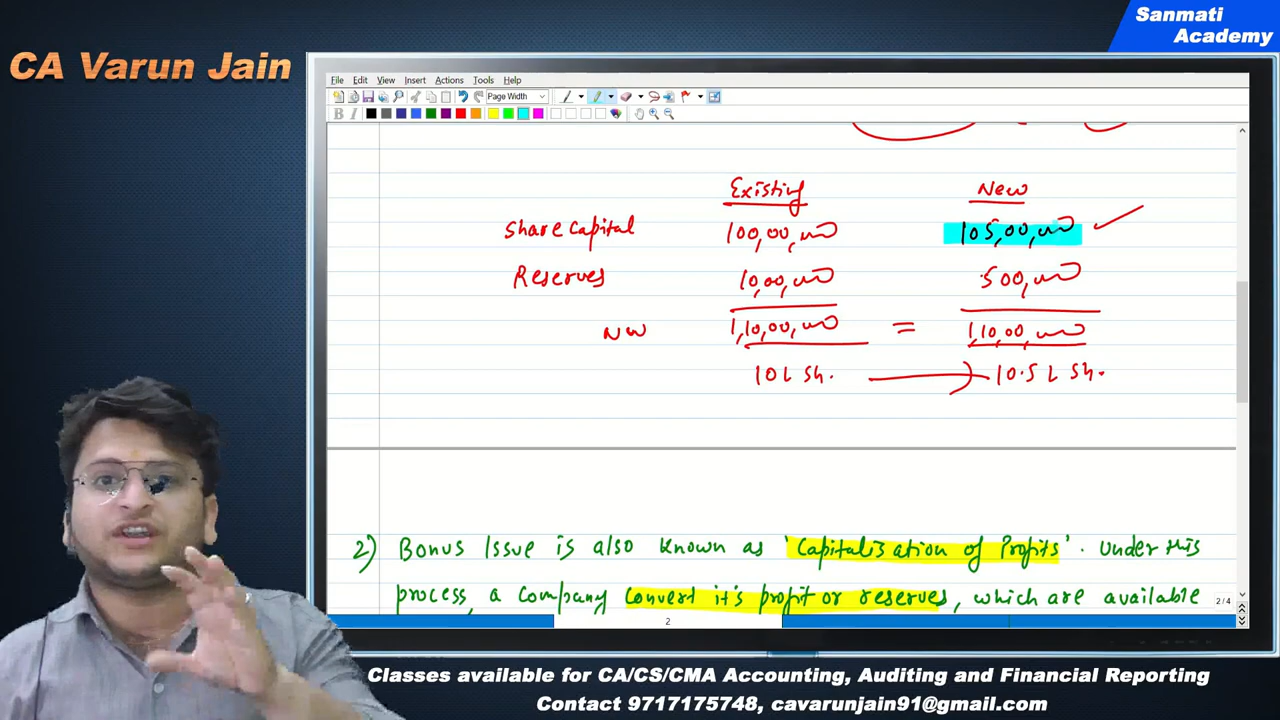 Sanmati
Academy
CA Varun Jain
File Edit View Insert Actions Tools Help
Page Width
B I
Existing New
Share Capital 100,00,000 105,00,000
Reserves 10,00,000 500,000
NW 1,10,00,000 = 1,10,00,000
10L Sh. 10.5 L Sh.
2) Bonus Issue is also known as 'Capitalisation of Profits'. Under this
process, a company convert it's profit or reserves, which are available
2/4
2
Classes available for CA/CS/CMA Accounting, Auditing and Financial Reporting
Contact 9717175748, cavarunjain91@gmail.com